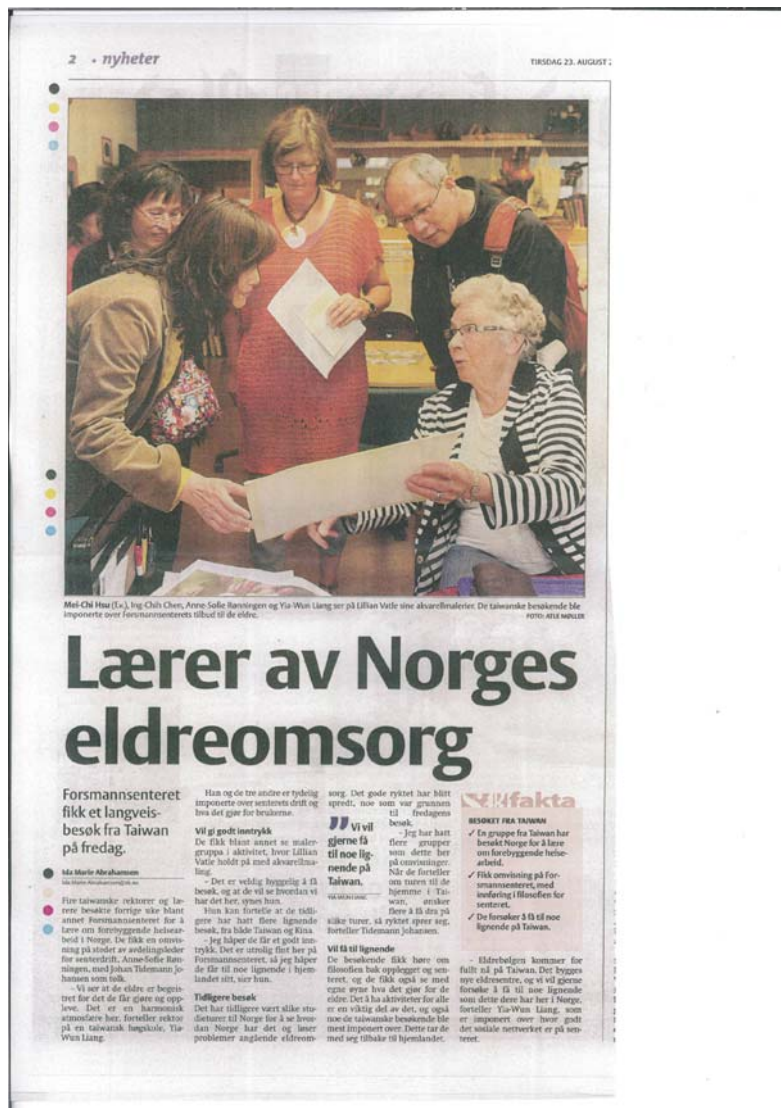 2 • nyheter
TIRSDAG 23. AUGUST 2
Mei-Chi Hsu (f.v.), Ing-Chih Chen, Anne-Sofie Rønningen og Yia-Wun Liang ser på Lillian Vatle sine akvarellmalerier. De taiwanske besøkende ble
imponerte over Forsmannsenterets tilbud til de eldre.
FOTO: ATLE MØLLER
Lærer av Norges
eldreomsorg
Forsmannsenteret
fikk et langveis-
besøk fra Taiwan
på fredag.
Ida Marie Abrahamsen
Fire taiwanske rektorer og læ-
rere besøkte forrige uke blant
annet Forsmannsenteret for å
lære om forebyggende helsear-
beid i Norge. De fikk en omvis-
ning på stedet av avdelingsleder
for senterdrift, Anne-Sofie Røn-
ningen, med Johan Tidemann Jo-
hansen som tolk.
– Vi ser at de eldre er begeis-
tret for det de får gjøre og opp-
leve. Det er en harmonisk
atmosfære her, forteller rektor
på en taiwansk høgskole, Yia-
Wun Liang.
Han og de tre andre er tydelig
imponerte over senterets drift og
hva det gjør for brukerne.
Vil gi godt inntrykk
De fikk blant annet se maler-
gruppa i aktivitet, hvor Lillian
Vatle holdt på med akvarellma-
ling.
– Det er veldig hyggelig å få
besøk, og at de vil se hvordan vi
har det her, synes hun.
Hun kan fortelle at de tidli-
gere har hatt flere lignende
besøk, fra både Taiwan og Kina.
– Jeg håper de får et godt inn-
trykk. Det er utrolig fint her på
Forsmannsenteret, så jeg håper
de får til noe lignende i hjem-
landet sitt, sier hun.
Tidligere besøk
Det har tidligere vært slike stu-
dieturer til Norge for å se hvor-
dan Norge har det og løser
problemer angående eldreom-
sorg. Det gode ryktet har blitt
spredt, noe som var grunnen
til fredagens
besøk.
– Jeg har hatt
flere grupper
som dette her
på omvisninger.
Når de forteller
om turen til de
hjemme i Tai-
wan, ønsker
flere å få dra på
slike turer, så ryktet sprer seg,
forteller Tidemann Johansen.
Vi vil
gjerne få
til noe lig-
nende på
Taiwan.
YIA-WUN LIANG
Vil få til lignende
De besøkende fikk høre om
filosofien bak opplegget og sen-
teret, og de fikk også se med
egne øyne hva det gjør for de
eldre. Det å ha aktiviteter for alle
er en viktig del av det, og også
noe de taiwanske besøkende ble
mest imponert over. Dette tar de
med seg tilbake til hjemlandet.
fakta
BESØKET FRA TAIWAN
✓ En gruppe fra Taiwan har
besøkt Norge for å lære
om forebyggende helse-
arbeid.
✓ Fikk omvisning på For-
smannsenteret, med
innføring i filosofien for
senteret.
✓ De forsøker å få til noe
lignende på Taiwan.
– Eldrebølgen kommer for
fullt nå på Taiwan. Det bygges
nye eldresentre, og vi vil gjerne
forsøke å få til noe lignende
som dette dere har her i Norge,
forteller Yia-Wun Liang, som
er imponert over hvor godt
det sosiale nettverket er på sen-
teret.